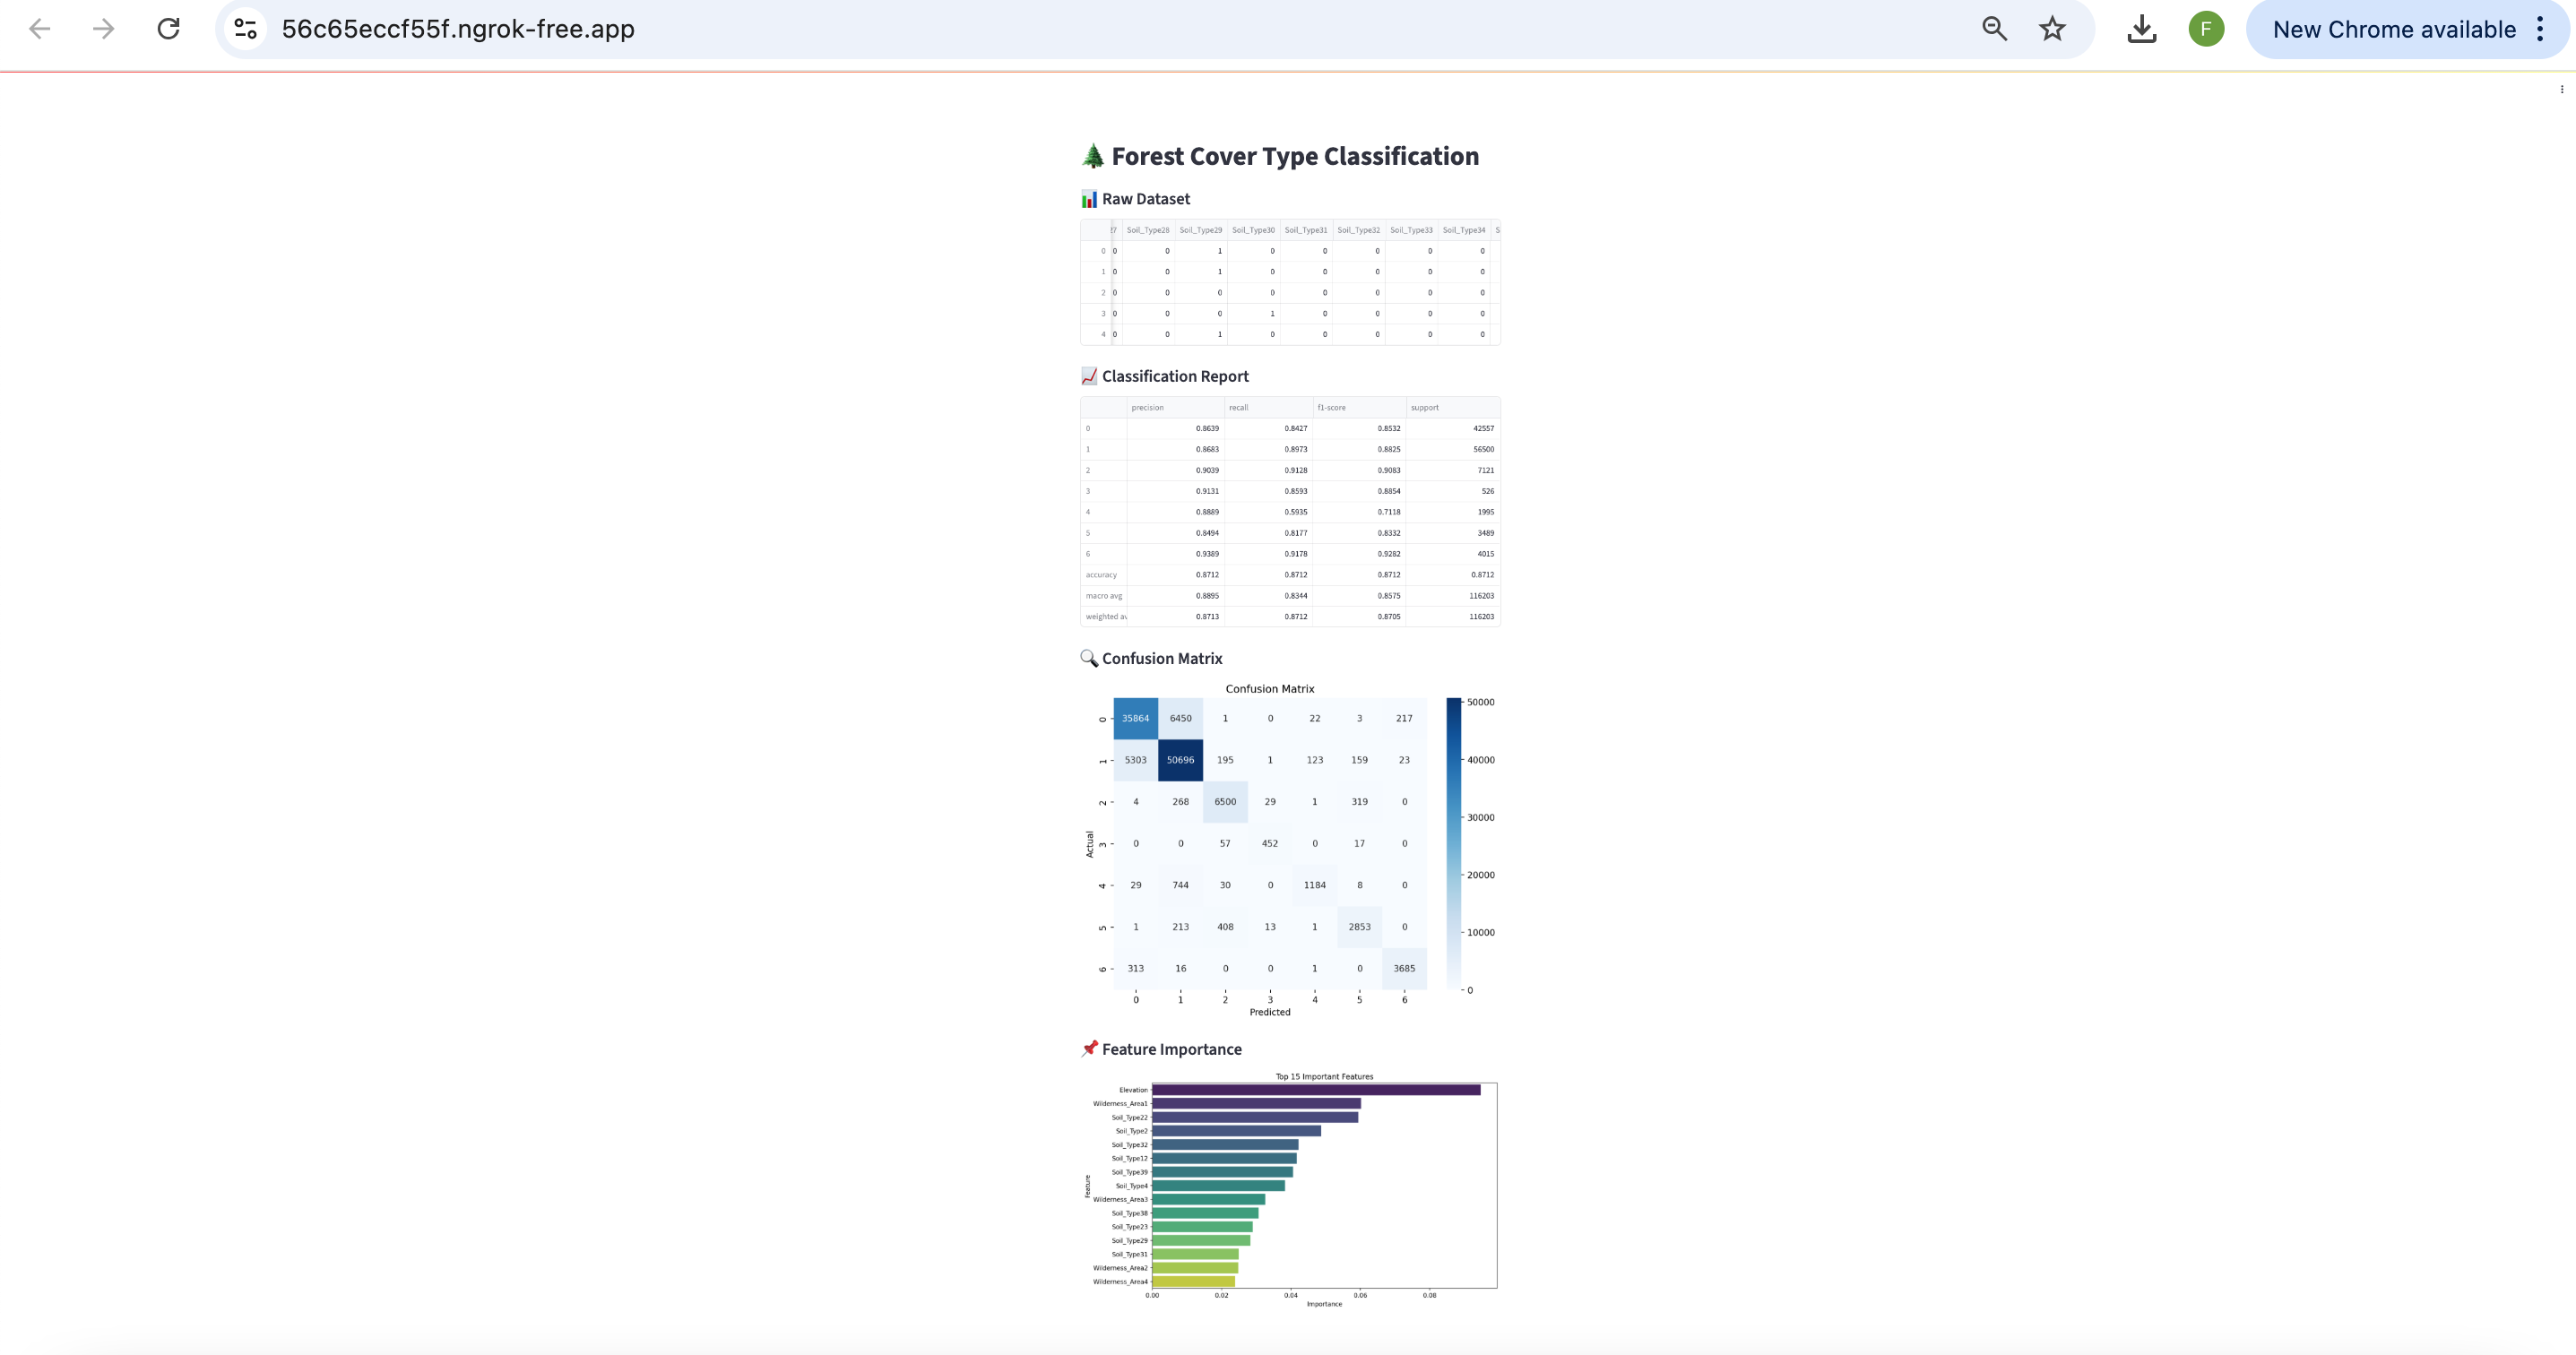 56c65eccf55f.ngrok-free.app
F
New Chrome available
Forest Cover Type Classification
Raw Dataset
27 Soil_Type28 Soil_Type29 Soil_Type30 Soil_Type31 Soil_Type32 Soil_Type33 Soil_Type34 S
0 0 0 1 0 0 0 0 0
1 0 0 1 0 0 0 0 0
2 0 0 0 0 0 0 0 0
3 0 0 0 1 0 0 0 0
4 0 0 1 0 0 0 0 0
Classification Report
precision recall f1-score support
0 0.8639 0.8427 0.8532 42557
1 0.8683 0.8973 0.8825 56500
2 0.9039 0.9128 0.9083 7121
3 0.9131 0.8593 0.8854 526
4 0.8889 0.5935 0.7118 1995
5 0.8494 0.8177 0.8332 3489
6 0.9389 0.9178 0.9282 4015
accuracy 0.8712 0.8712 0.8712 0.8712
macro avg 0.8895 0.8344 0.8575 116203
weighted av 0.8713 0.8712 0.8705 116203
Confusion Matrix
Confusion Matrix
0 35864 6450 1 0 22 3 217
1 5303 50696 195 1 123 159 23
2 4 268 6500 29 1 319 0
3 0 0 57 452 0 17 0
4 29 744 30 0 1184 8 0
5 1 213 408 13 1 2853 0
6 313 16 0 0 1 0 3685
0 1 2 3 4 5 6
Predicted
Actual
50000
40000
30000
20000
10000
0
Feature Importance
Top 15 Important Features
Elevation
Wilderness_Area1
Soil_Type22
Soil_Type2
Soil_Type32
Soil_Type12
Soil_Type39
Soil_Type4
Wilderness_Area3
Soil_Type38
Soil_Type23
Soil_Type29
Soil_Type31
Wilderness_Area2
Wilderness_Area4
Feature
0.00 0.02 0.04 0.06 0.08
Importance